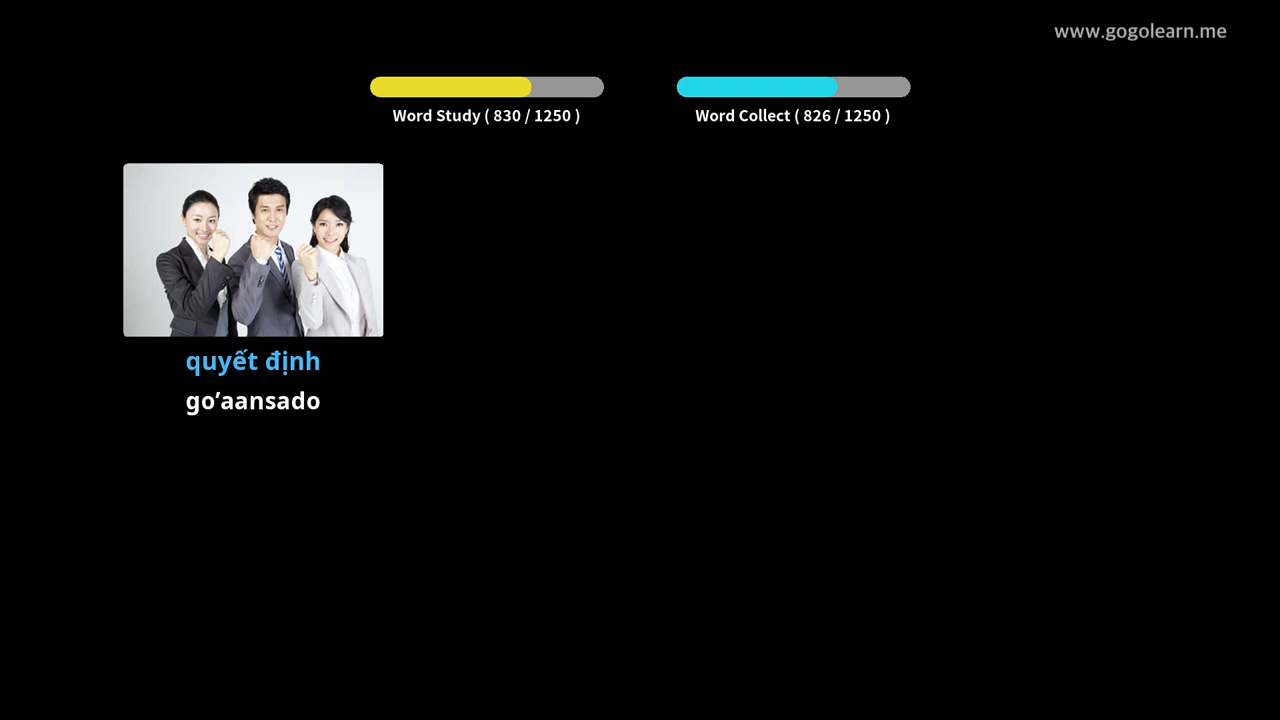 www.gogolearn.me
Word Study ( 830 / 1250 )
Word Collect ( 826 / 1250 )
quyết định
go’aansado